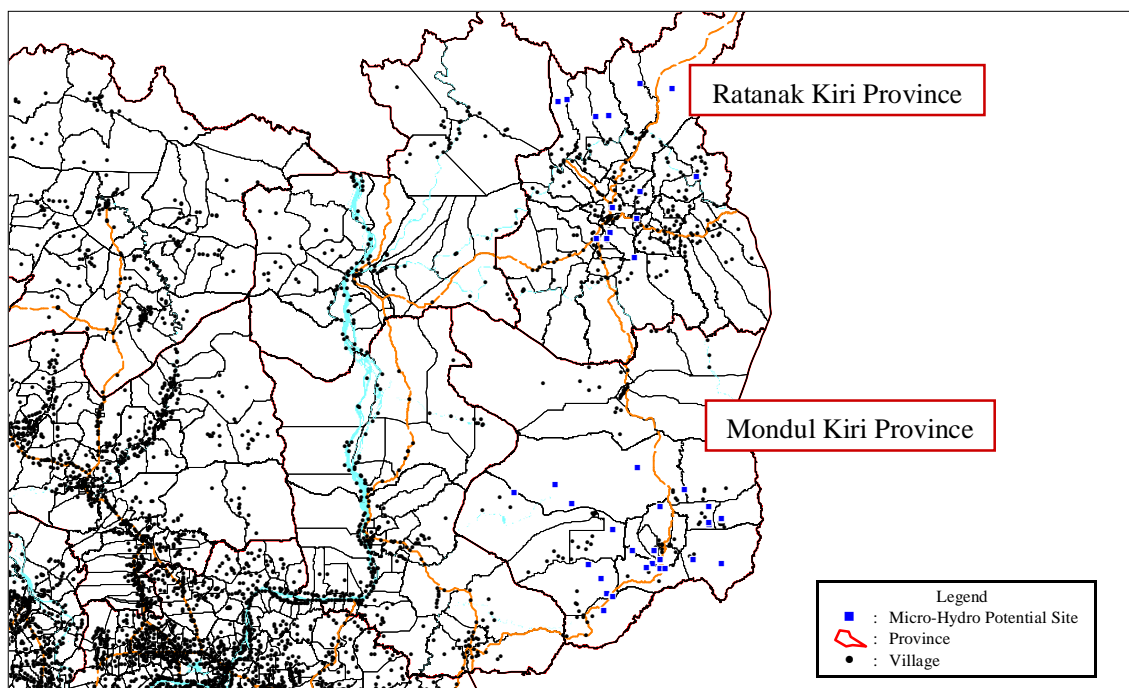 Ratanak Kiri Province
Mondul Kiri Province
Legend
: Micro-Hydro Potential Site
: Province
: Village